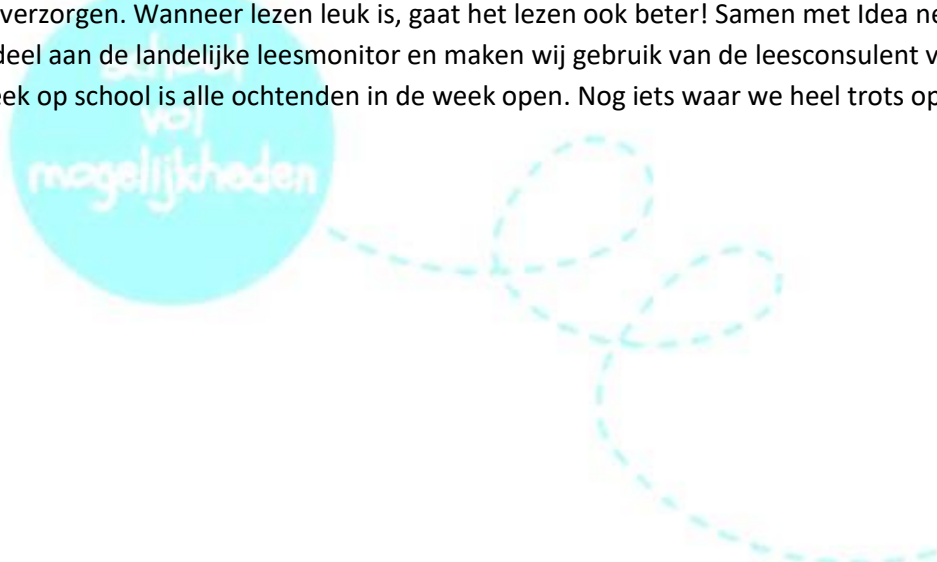 verzorgen. Wanneer lezen leuk is, gaat het lezen ook beter! Samen met Idea ne
deel aan de landelijke leesmonitor en maken wij gebruik van de leesconsulent v
eek op school is alle ochtenden in de week open. Nog iets waar we heel trots op
vol
mogelijkheden